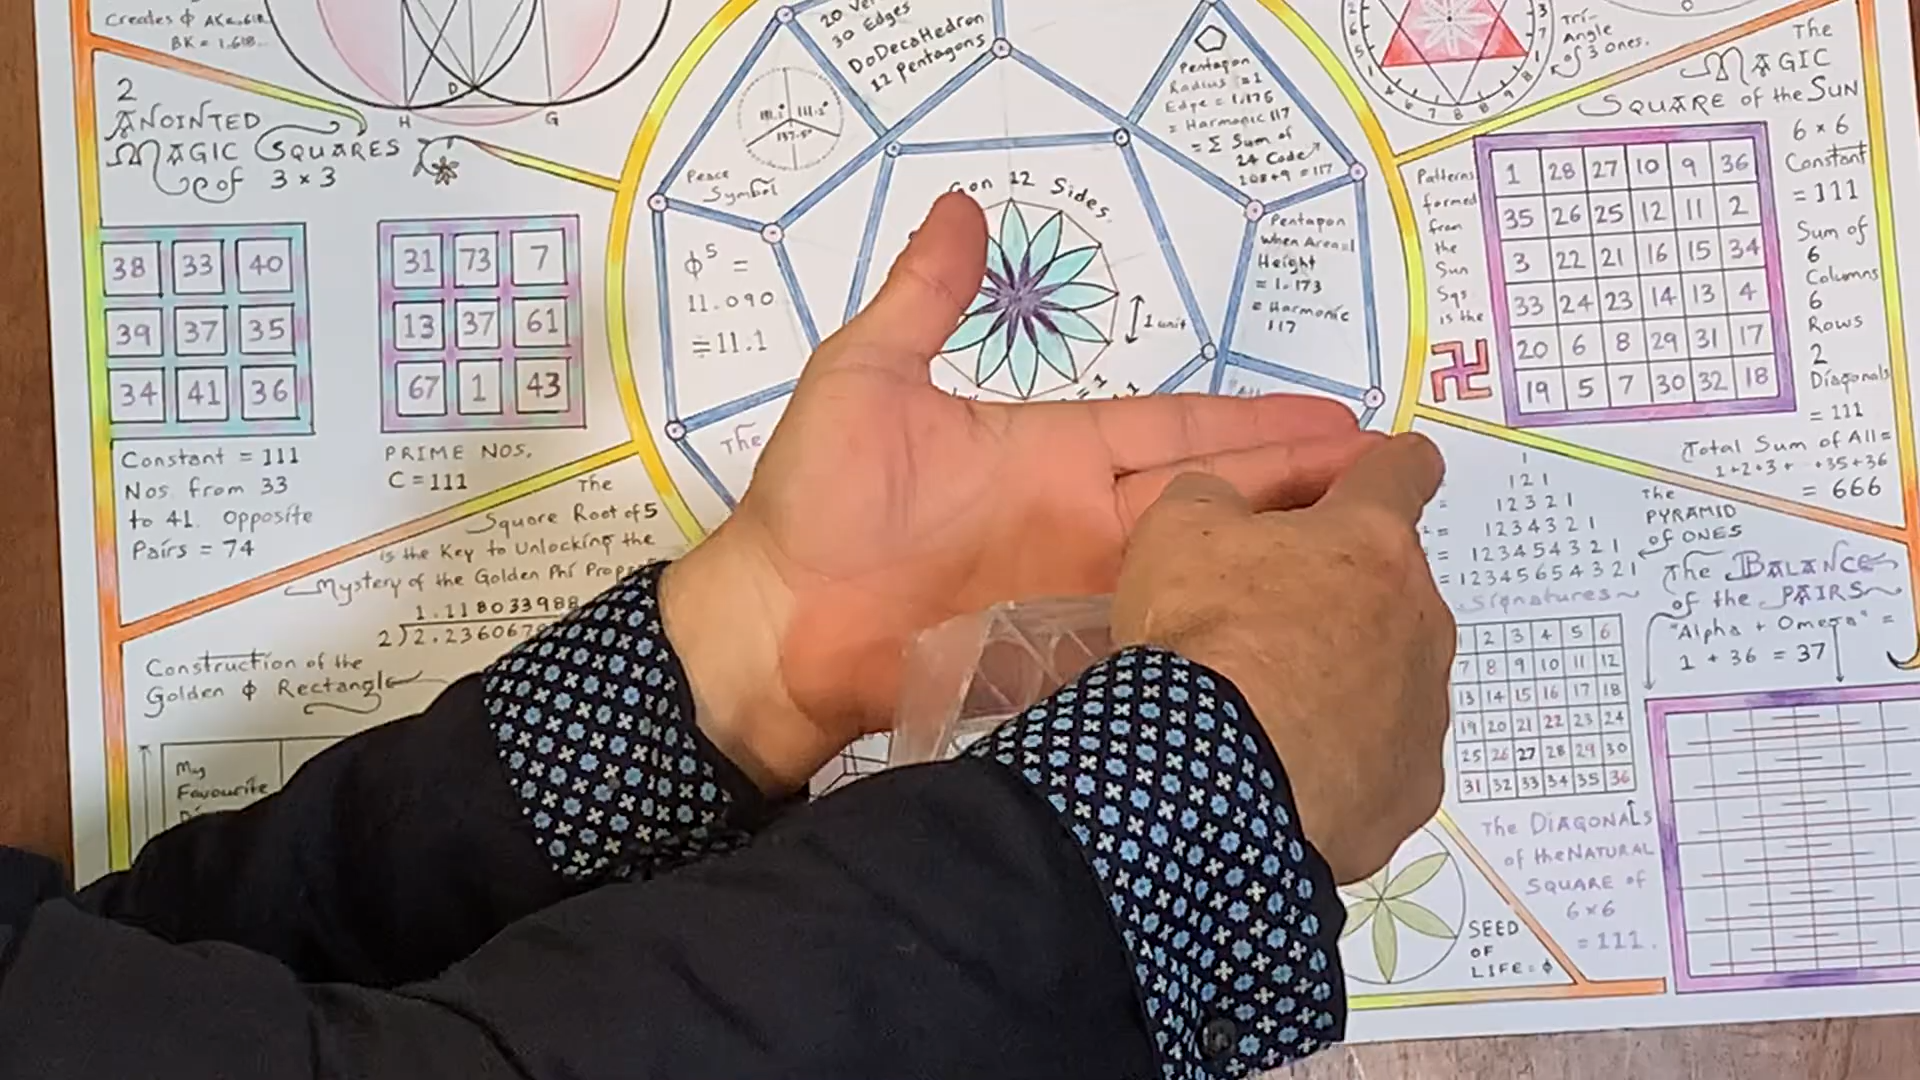 Creates ϕ AK=.618
BK = 1.618..
D
H
G
2
ANOINTED
MAGIC SQUARES
of 3 × 3
38 33 40
39 37 35
34 41 36
Constant = 111
Nos. from 33
to 41. Opposite
Pairs = 74
31 73 7
13 37 61
67 1 43
PRIME NOS.
C = 111
The
Square Root of 5
is the Key to Unlocking the
Mystery of the Golden Phi
1.118033988
2)2.236067
Construction of the
Golden ϕ Rectangle
My
Favourite
30 Edges
DoDecaHedron
12 Pentagons
111.1° 111.1°
137.5°
Peace
Symbol
ϕ⁵ =
11.090
≑ 11.1
The
12 Sides.
1 unit
Pentagon
Radius = 1
Edge = 1.176
= Harmonic 117
= Σ Sum of
24 Code
108+9 = 117
Pentagon
when Area=1
Height
= 1.173
= Harmonic
117
Tri-
Angle
of 3 ones.
The
MAGIC
SQUARE of the SUN
6 × 6
Constant
= 111
Sum of
6
Columns
6
Rows
2
Diagonals
= 111
Patterns
formed
from
the
Sun
Sqs.
is the
1 28 27 10 9 36
35 26 25 12 11 2
3 22 21 16 15 34
33 24 23 14 13 4
20 6 8 29 31 17
19 5 7 30 32 18
Total Sum of All =
1+2+3+ ··+35+36
= 666
1
121
= 12321
= 1234321
= 123454321
= 12345654321
The
PYRAMID
of ONES
Signatures
1 2 3 4 5 6
7 8 9 10 11 12
13 14 15 16 17 18
19 20 21 22 23 24
25 26 27 28 29 30
31 32 33 34 35 36
The BALANCE
of the PAIRS
"Alpha + Omega" =
1 + 36 = 37
The DIAGONALS
of the NATURAL
SQUARE of
6×6
= 111.
SEED
OF
LIFE = ϕ